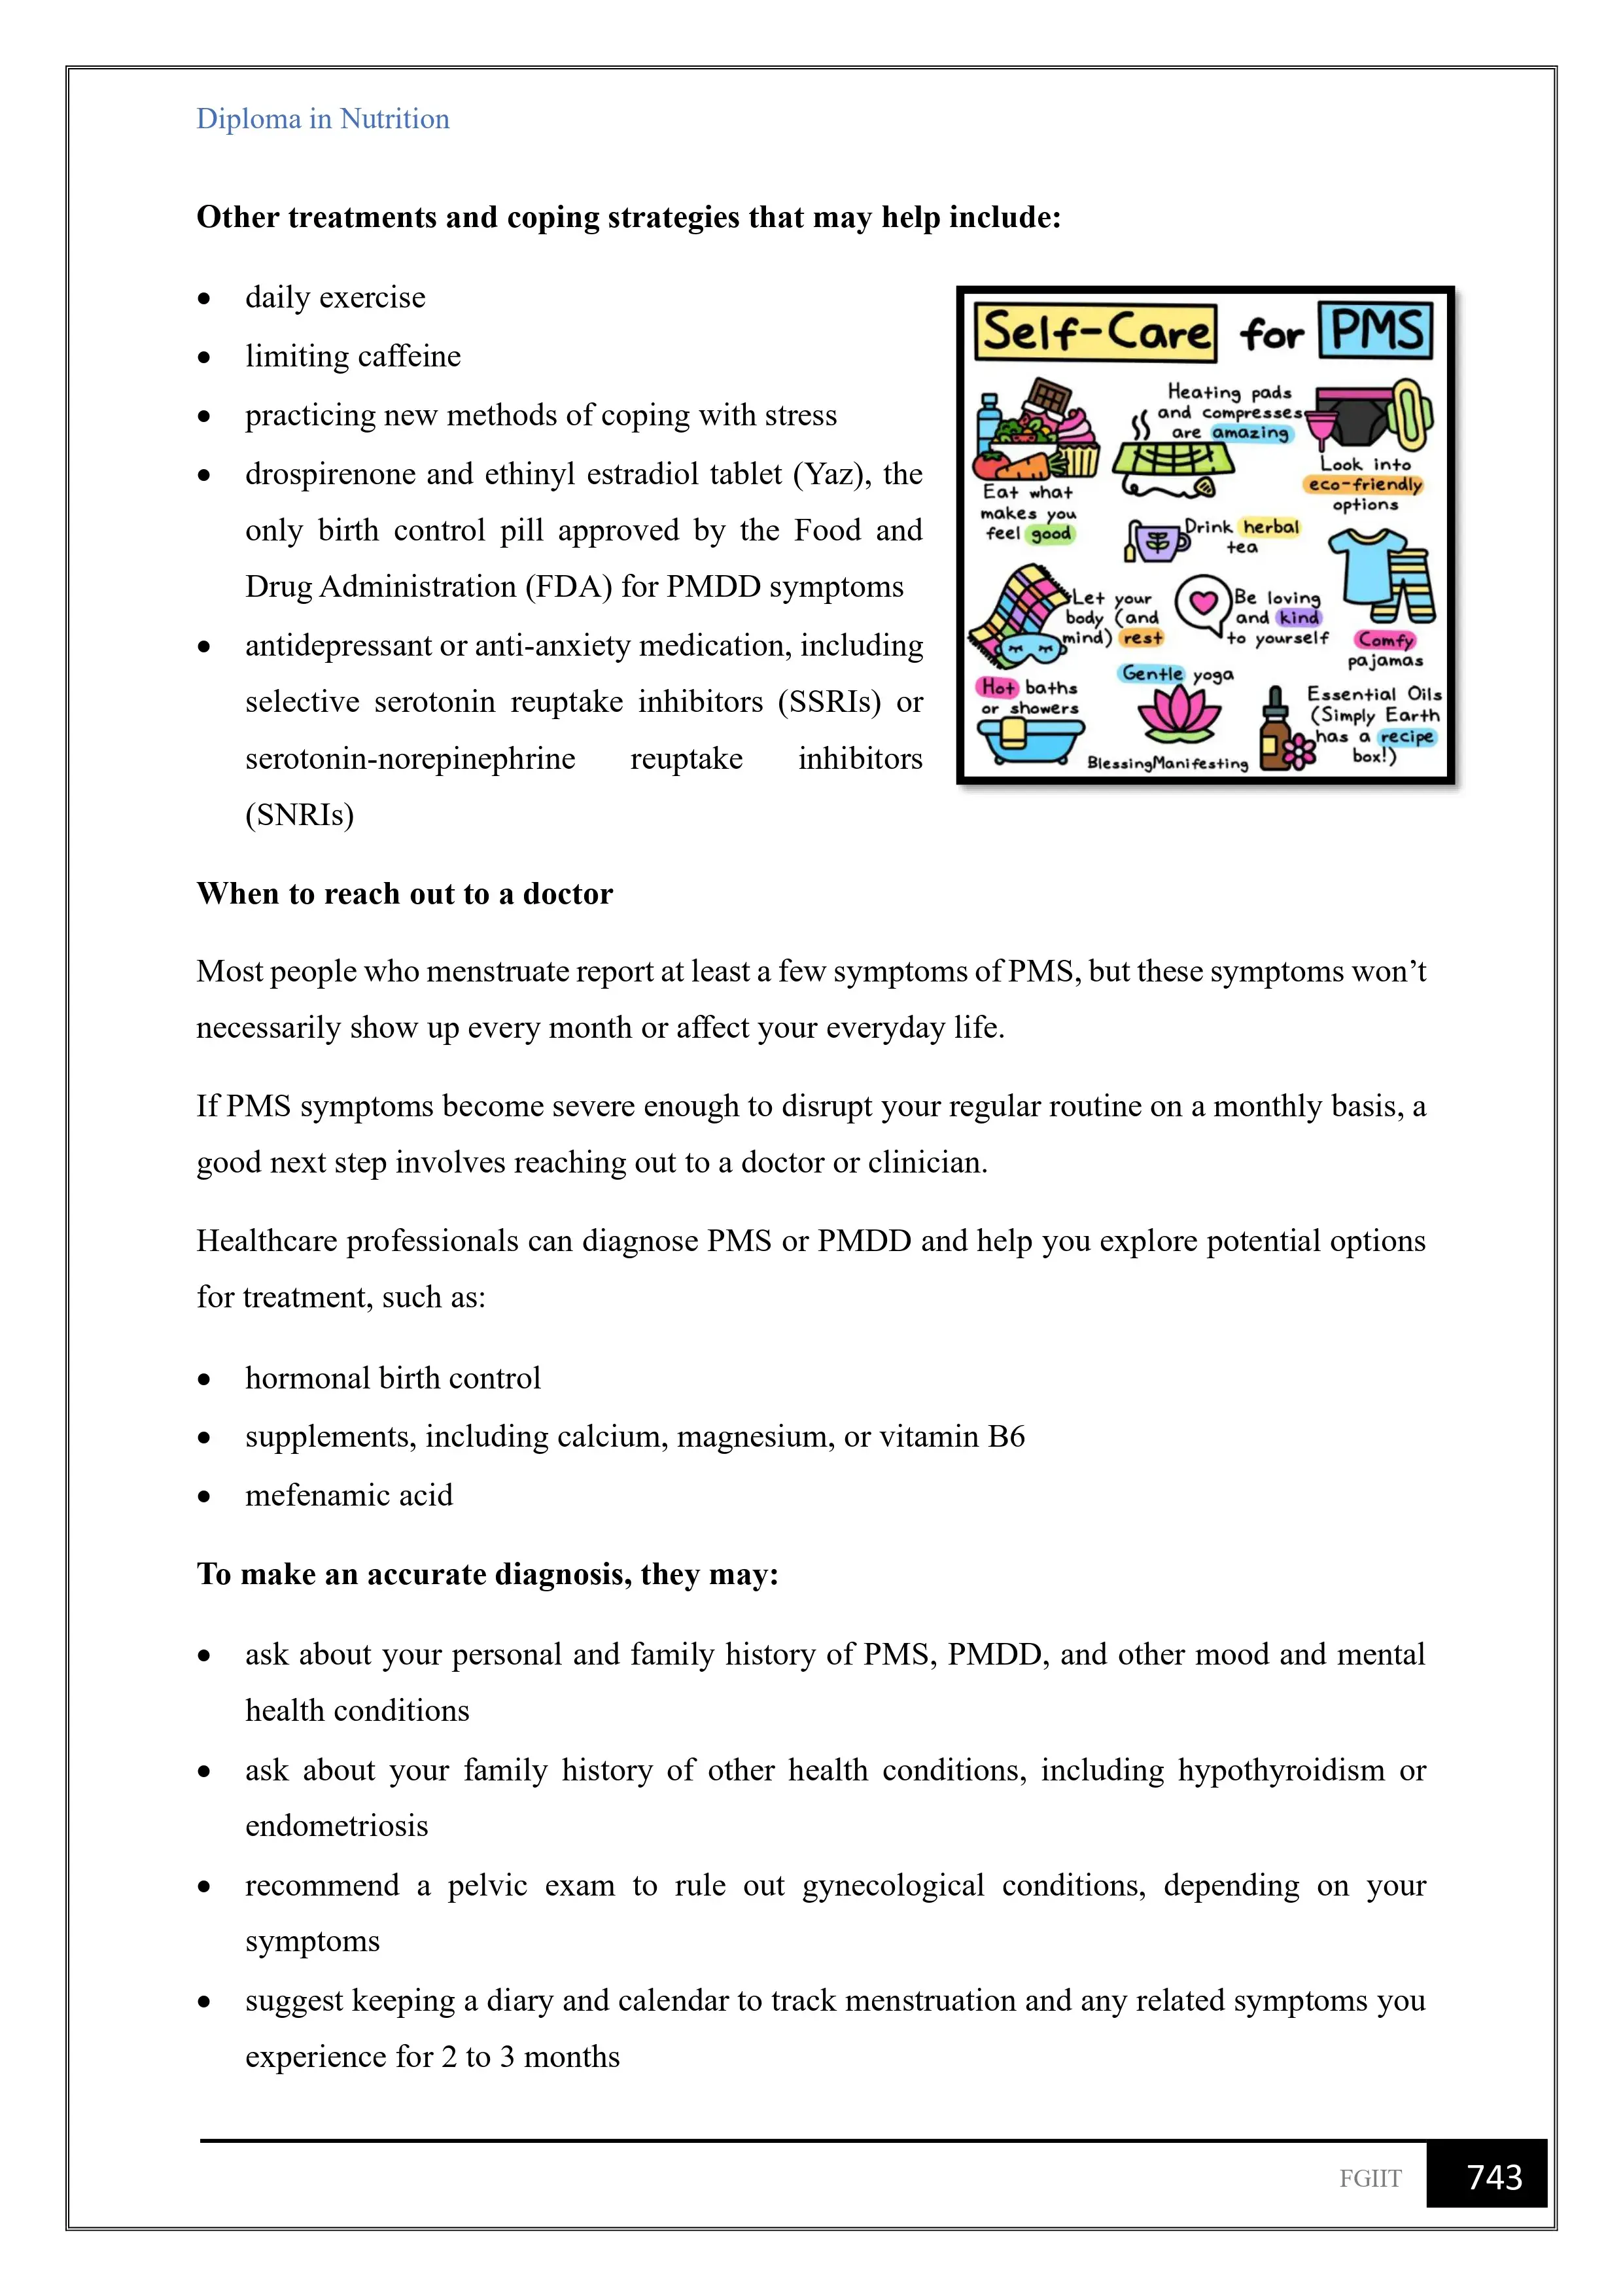 Diploma in Nutrition
Other treatments and coping strategies that may help include:
• daily exercise
• limiting caffeine
• practicing new methods of coping with stress
• drospirenone and ethinyl estradiol tablet (Yaz), the
only birth control pill approved by the Food and
Drug Administration (FDA) for PMDD symptoms
• antidepressant or anti-anxiety medication, including
selective serotonin reuptake inhibitors (SSRIs) or
serotonin-norepinephrine reuptake inhibitors
(SNRIs)
Self-Care for PMS
Eat what
makes you
feel good
Heating pads
and compresses
are amazing
Look into
eco-friendly
options
Drink herbal
tea
Let your
body (and
mind) rest
Be loving
and kind
to yourself
Comfy
pajamas
Hot baths
or showers
Gentle yoga
Essential Oils
(Simply Earth
has a recipe
box!)
BlessingManifesting
When to reach out to a doctor
Most people who menstruate report at least a few symptoms of PMS, but these symptoms won’t
necessarily show up every month or affect your everyday life.
If PMS symptoms become severe enough to disrupt your regular routine on a monthly basis, a
good next step involves reaching out to a doctor or clinician.
Healthcare professionals can diagnose PMS or PMDD and help you explore potential options
for treatment, such as:
• hormonal birth control
• supplements, including calcium, magnesium, or vitamin B6
• mefenamic acid
To make an accurate diagnosis, they may:
• ask about your personal and family history of PMS, PMDD, and other mood and mental
health conditions
• ask about your family history of other health conditions, including hypothyroidism or
endometriosis
• recommend a pelvic exam to rule out gynecological conditions, depending on your
symptoms
• suggest keeping a diary and calendar to track menstruation and any related symptoms you
experience for 2 to 3 months
FGIIT 743